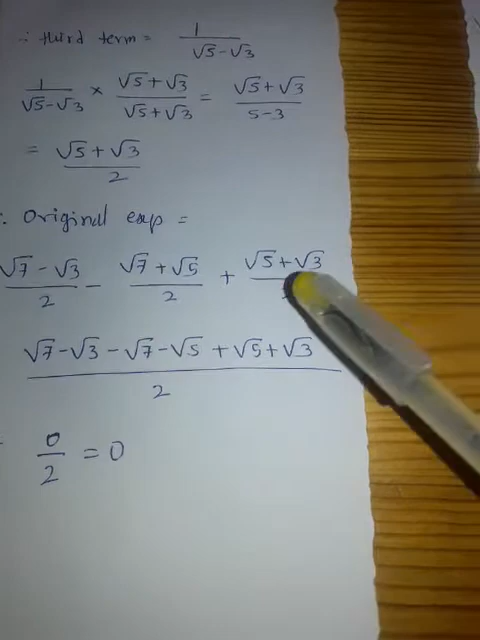 ∴ third term = 1/(√5-√3)
1/(√5-√3) × (√5+√3)/(√5+√3) = (√5+√3)/(5-3)
= (√5+√3)/2
∴ Original exp =
(√7-√3)/2 - (√7+√5)/2 + √5+√3
(√7-√3-√7-√5+√5+√3)/2
0/2 = 0